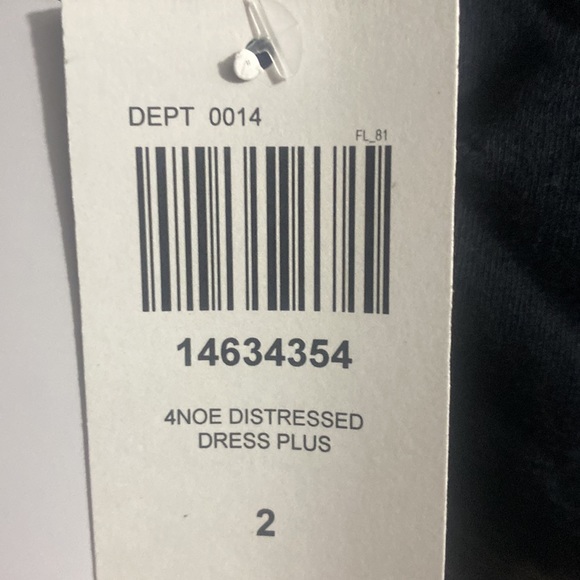 DEPT 0014
FL_81
14634354
4NOE DISTRESSED
DRESS PLUS
2